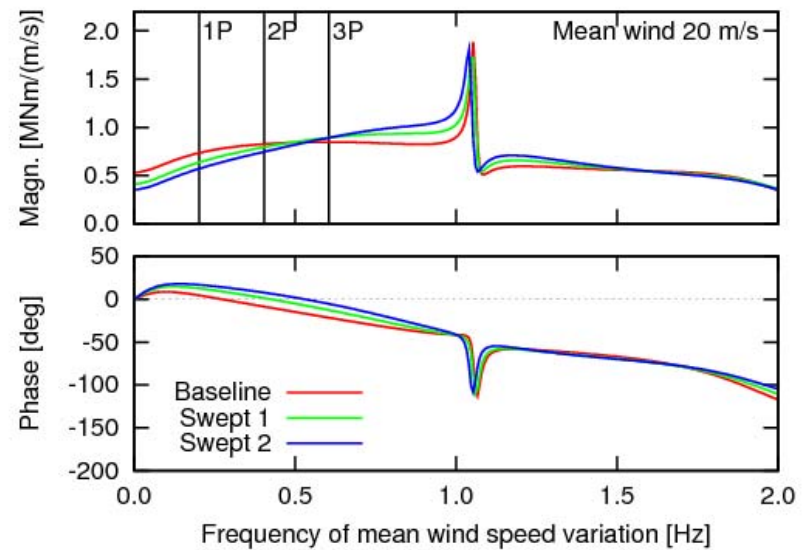 2.0
1P
2P
3P
Mean wind 20 m/s
1.5
1.0
0.5
0.0
Magn. [MNm/(m/s)]
50
0
-50
-100
-150
-200
Phase [deg]
Baseline
Swept 1
Swept 2
0.0
0.5
1.0
1.5
2.0
Frequency of mean wind speed variation [Hz]